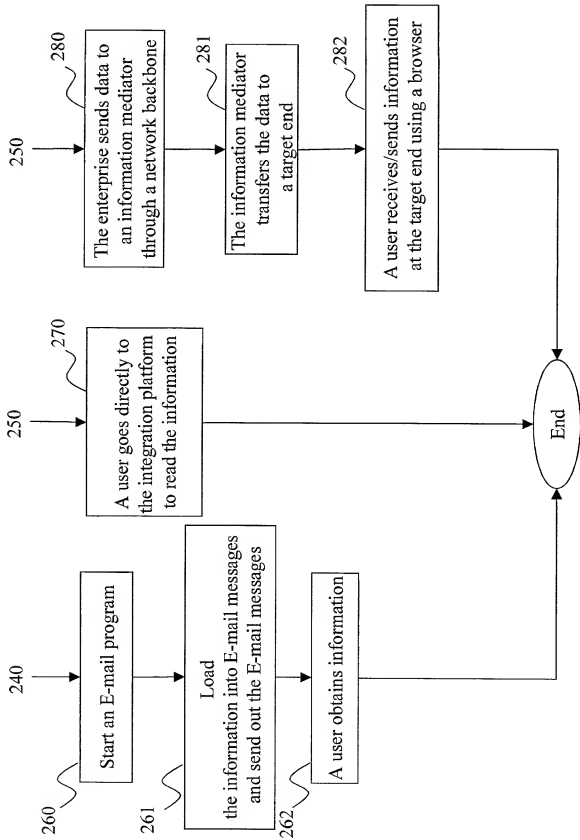 240
260
Start an E-mail program
261
Load
the information into E-mail messages
and send out the E-mail messages
262
A user obtains information
250
270
A user goes directly to
the integration platform
to read the information
250
280
The enterprise sends data to
an information mediator
through a network backbone
281
The information mediator
transfers the data to
a target end
282
A user receives/sends information
at the target end using a browser
End